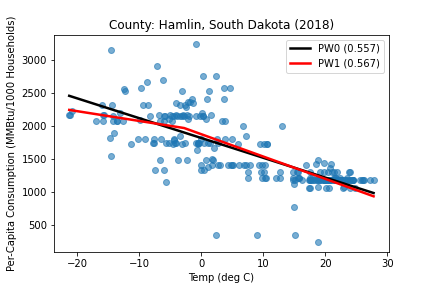 County: Hamlin, South Dakota (2018)
PW0 (0.557)
PW1 (0.567)
Per-Capita Consumption (MMBtu/1000 Households)
3000
2500
2000
1500
1000
500
−20 −10 0 10 20 30
Temp (deg C)